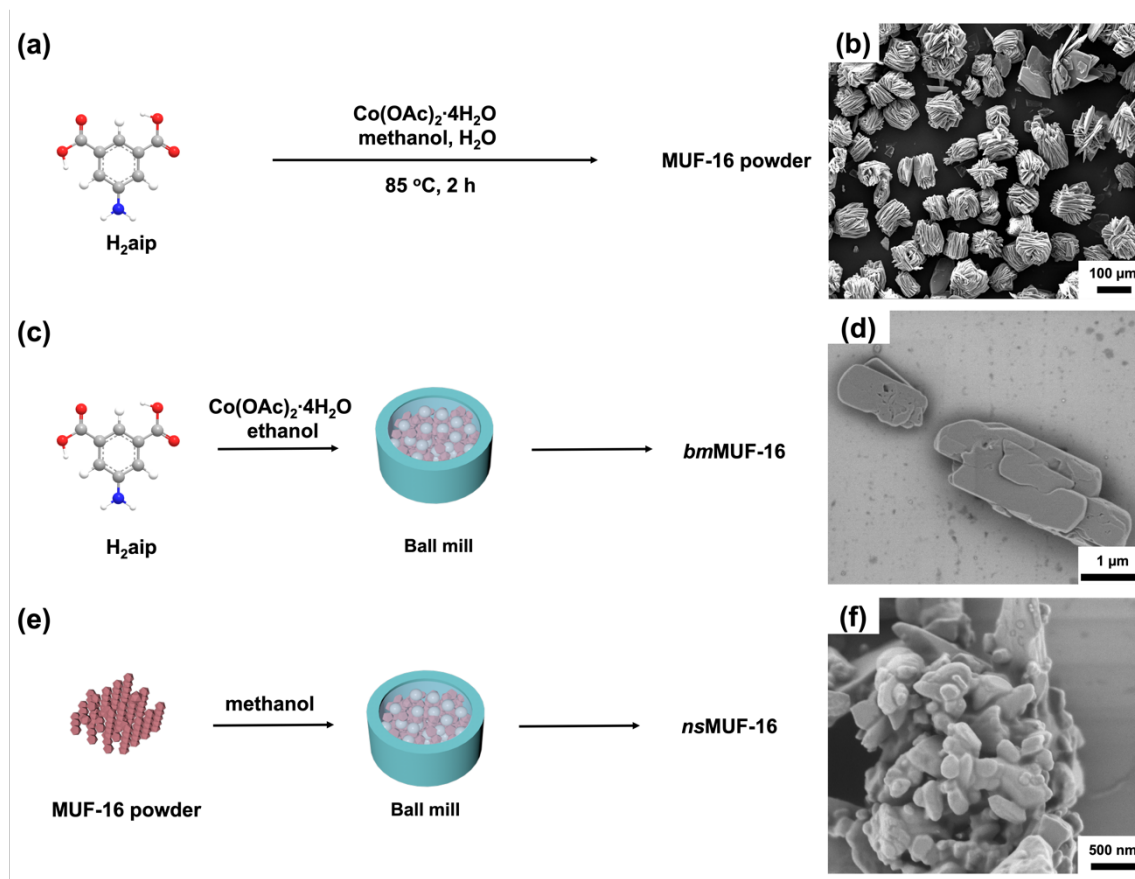 (a)
Co(OAc)₂·4H₂O
methanol, H₂O
85 °C, 2 h
MUF-16 powder
H₂aip
(b)
100 µm
(c)
Co(OAc)₂·4H₂O
ethanol
bmMUF-16
H₂aip
Ball mill
(d)
1 µm
(e)
methanol
nsMUF-16
MUF-16 powder
Ball mill
(f)
500 nm